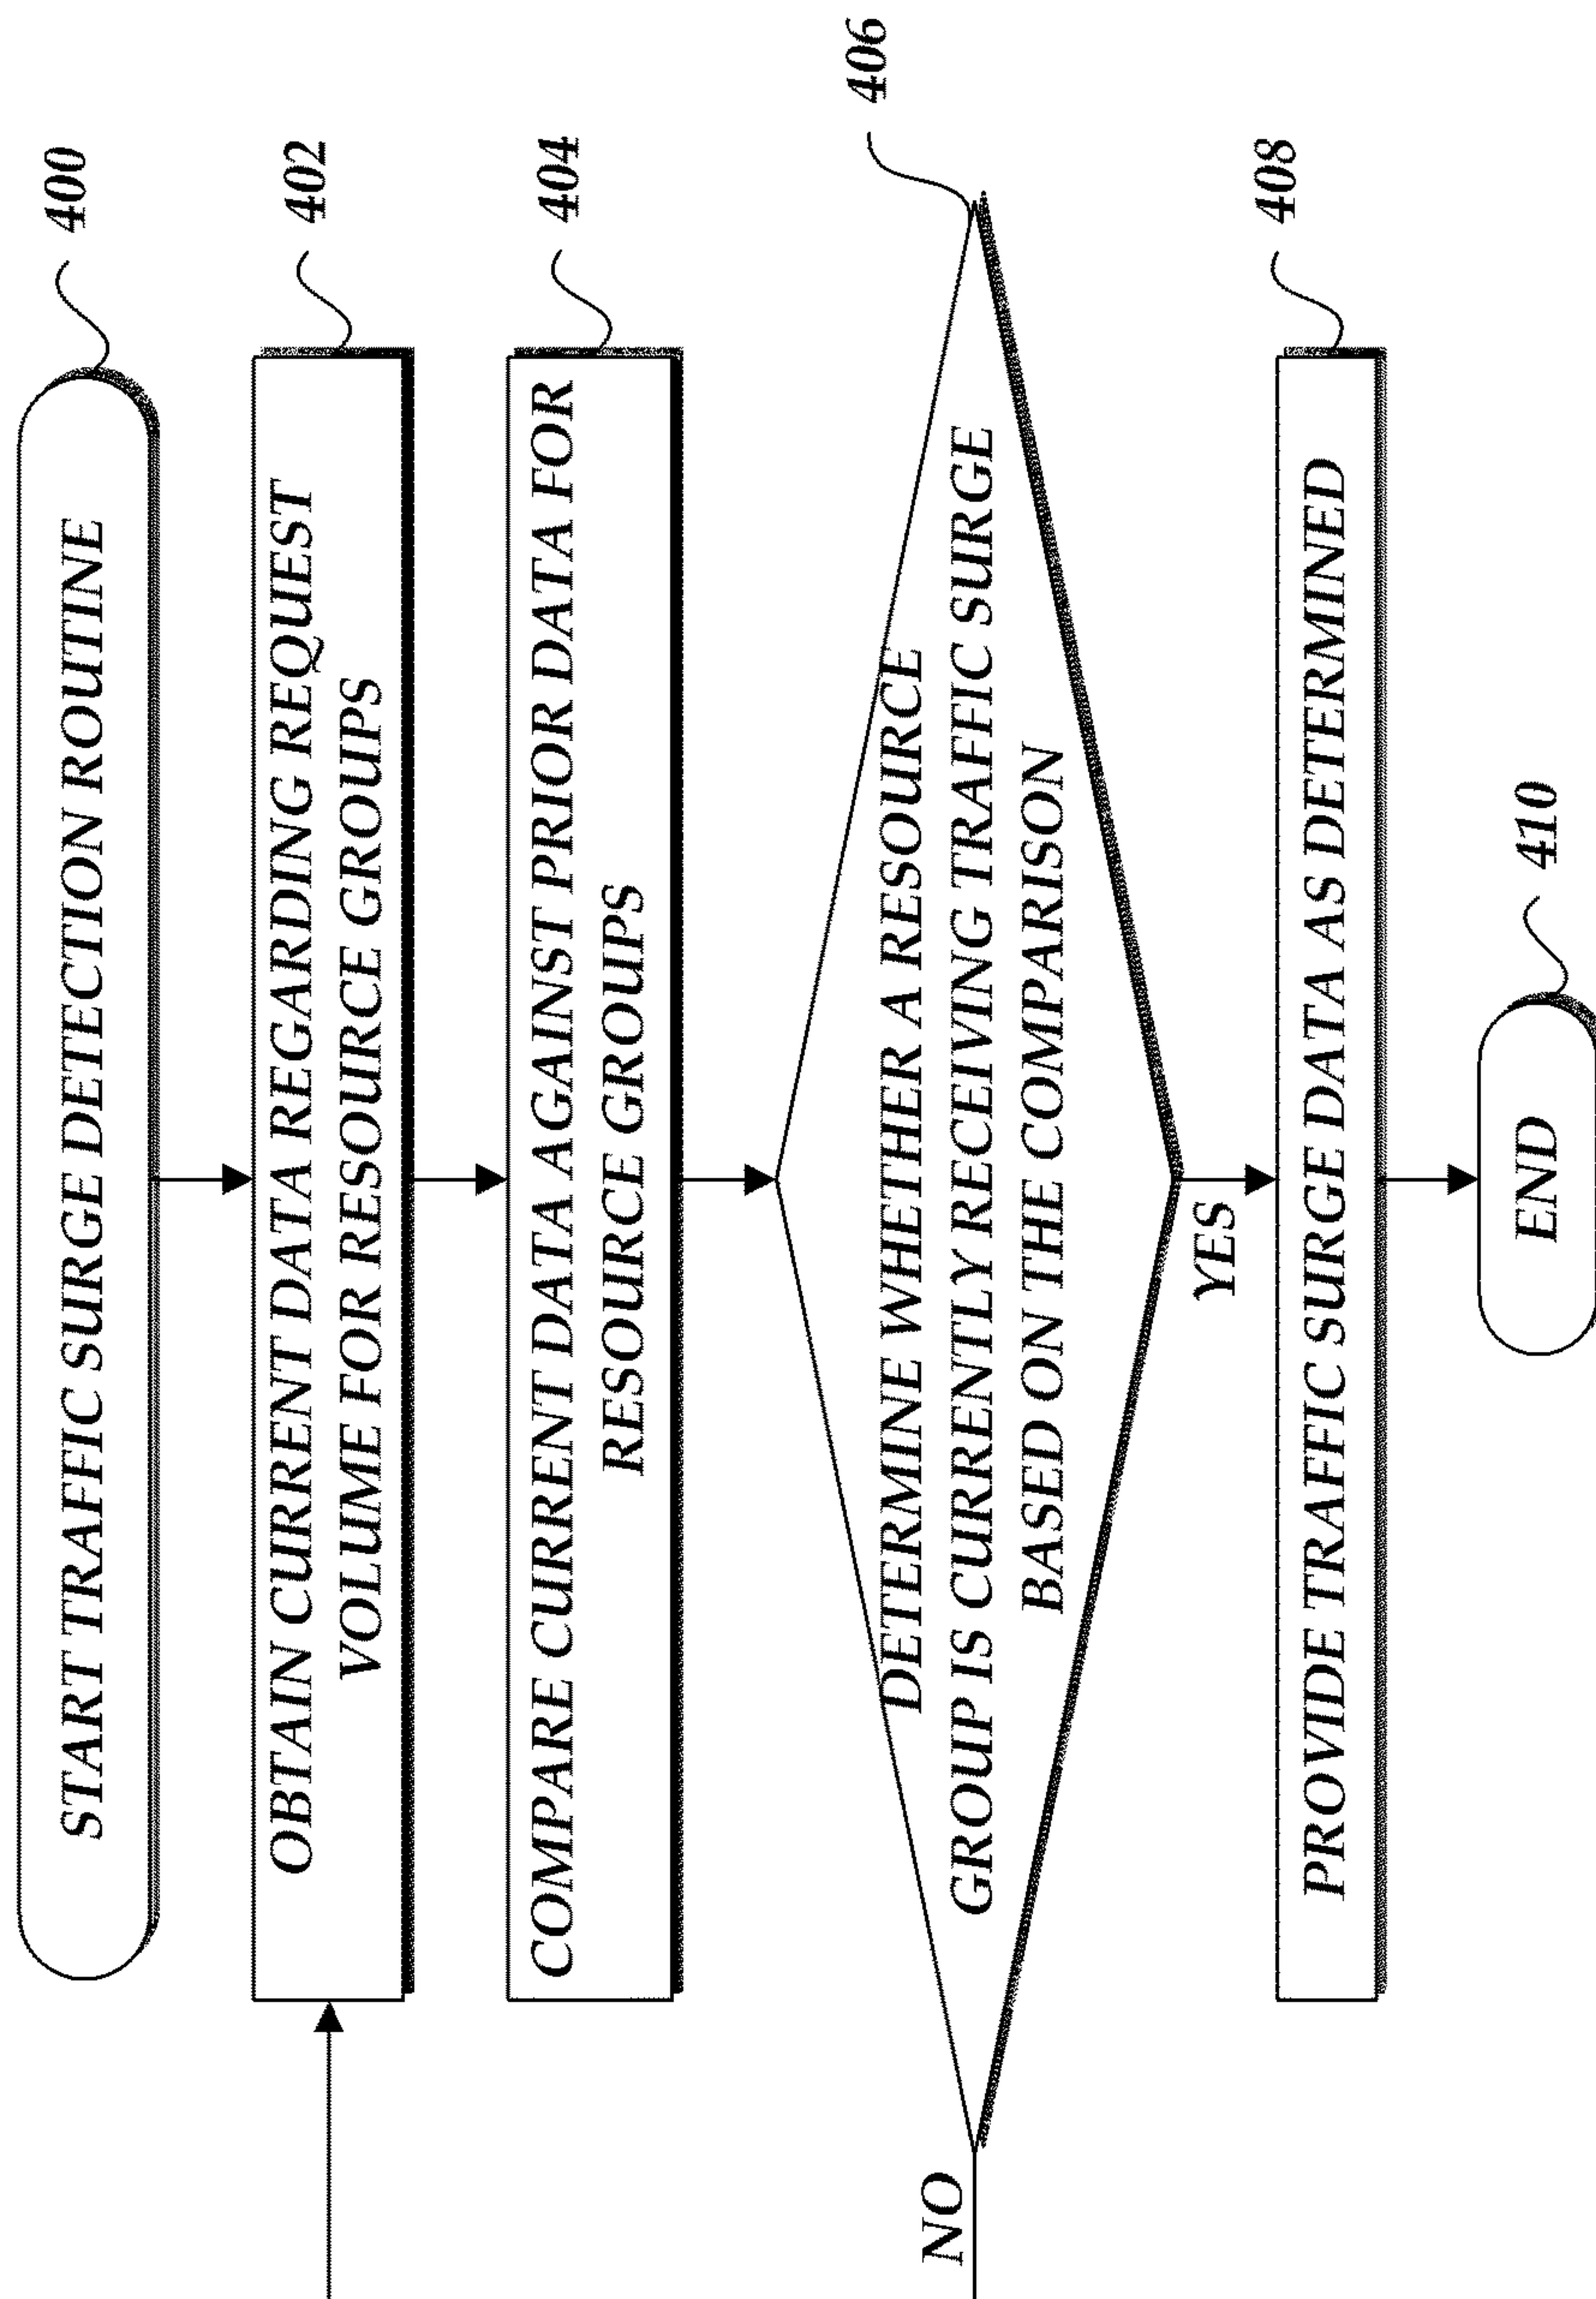 START TRAFFIC SURGE DETECTION ROUTINE
400
OBTAIN CURRENT DATA REGARDING REQUEST
VOLUME FOR RESOURCE GROUPS
402
COMPARE CURRENT DATA AGAINST PRIOR DATA FOR
RESOURCE GROUPS
404
406
DETERMINE WHETHER A RESOURCE
GROUP IS CURRENTLY RECEIVING TRAFFIC SURGE
BASED ON THE COMPARISON
NO
YES
PROVIDE TRAFFIC SURGE DATA AS DETERMINED
408
END
410